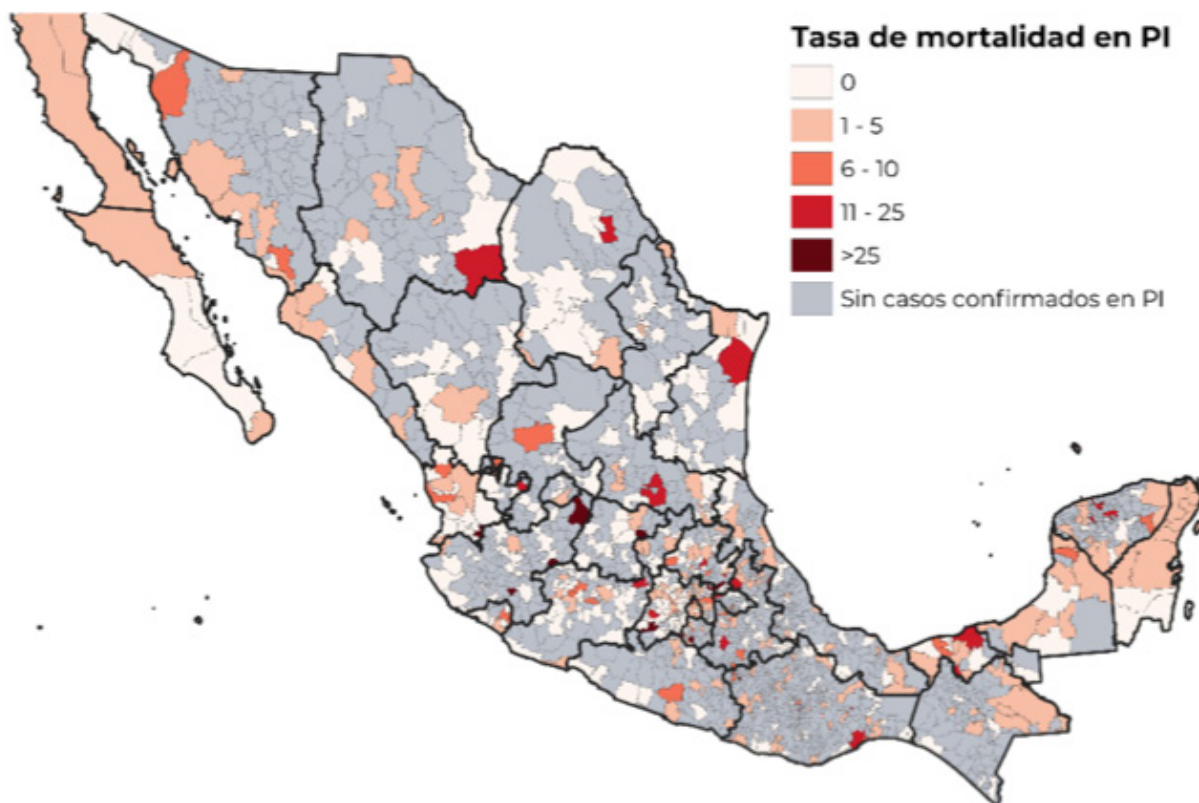 Tasa de mortalidad en PI
0
1 - 5
6 - 10
11 - 25
>25
Sin casos confirmados en PI